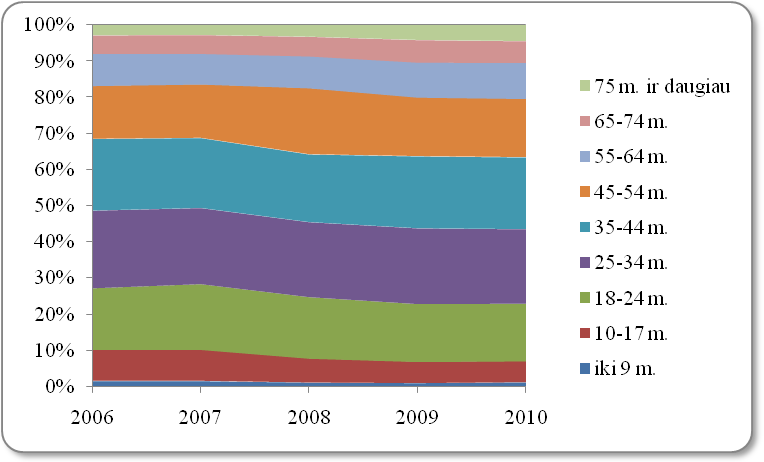 100%
90%
80%
70%
60%
50%
40%
30%
20%
10%
0%
2006 2007 2008 2009 2010
75 m. ir daugiau
65-74 m.
55-64 m.
45-54 m.
35-44 m.
25-34 m.
18-24 m.
10-17 m.
iki 9 m.